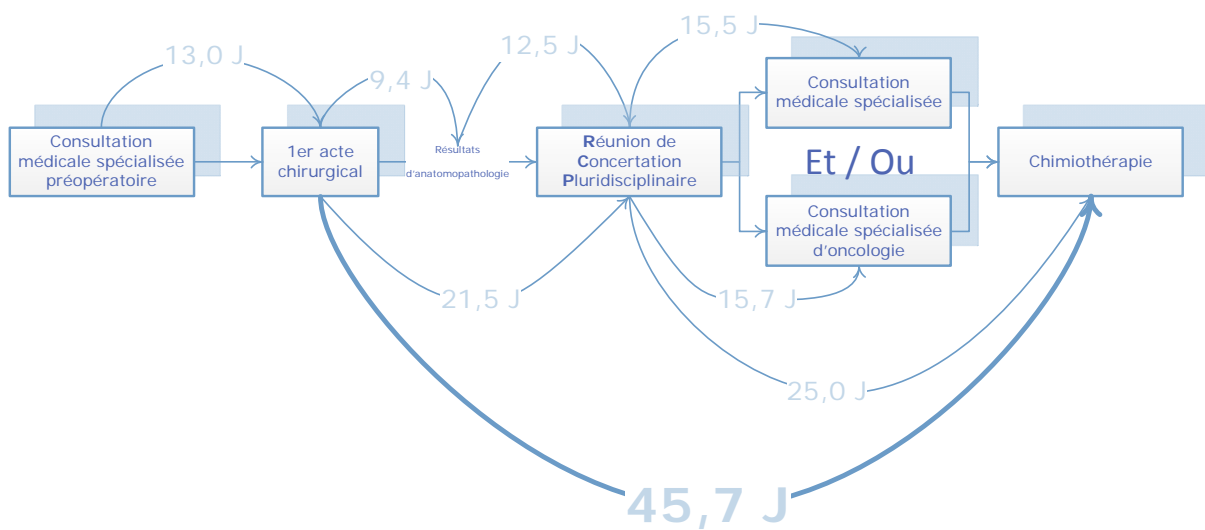 13,0 J
9,4 J
12,5 J
15,5 J
Consultation
médicale spécialisée
préopératoire
1er acte
chirurgical
Résultats
d'anatomopathologie
Réunion de
Concertation
Pluridisciplinaire
Consultation
médicale spécialisée
Et / Ou
Consultation
médicale spécialisée
d'oncologie
Chimiothérapie
21,5 J
15,7 J
25,0 J
45,7 J